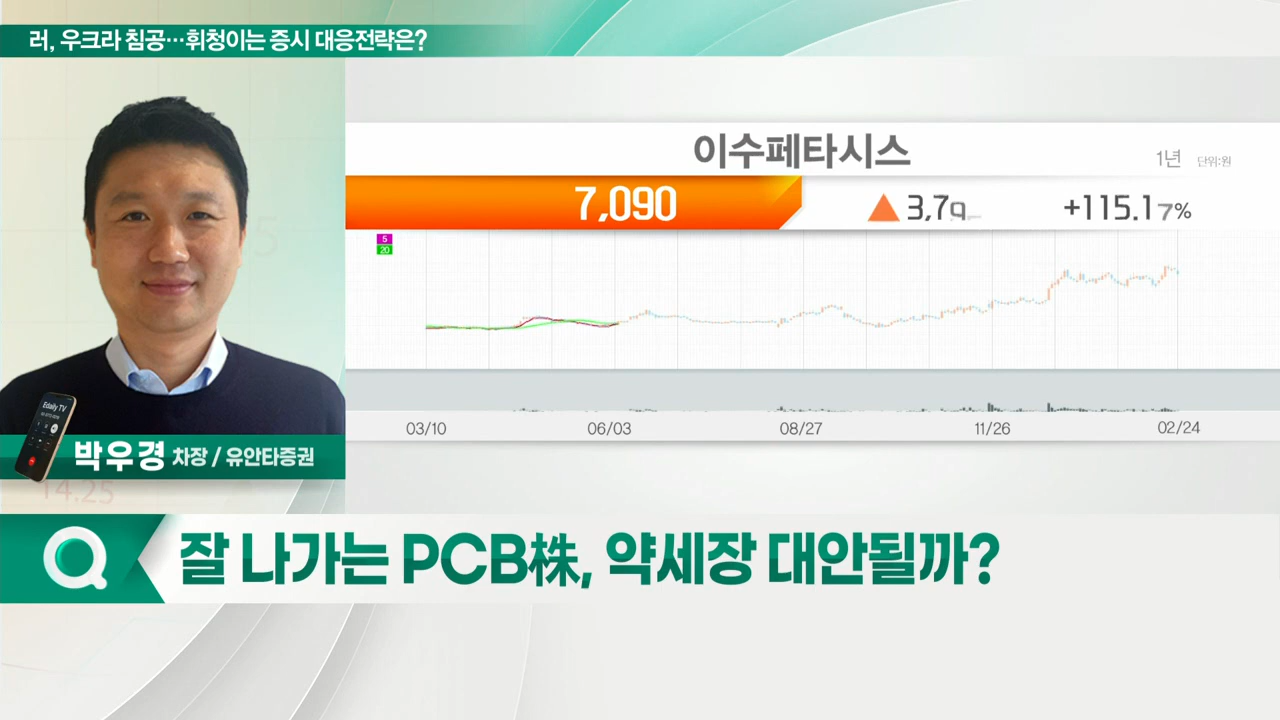 러, 우크라 침공…휘청이는 증시 대응전략은?
이수페타시스
1년 단위:원
7,090
▲ 3,79
+115.17%
5
20
03/10 06/03 08/27 11/26 02/24
Edaily TV
박우경 차장 / 유안타증권
14.25
Q
잘 나가는 PCB株, 약세장 대안될까?